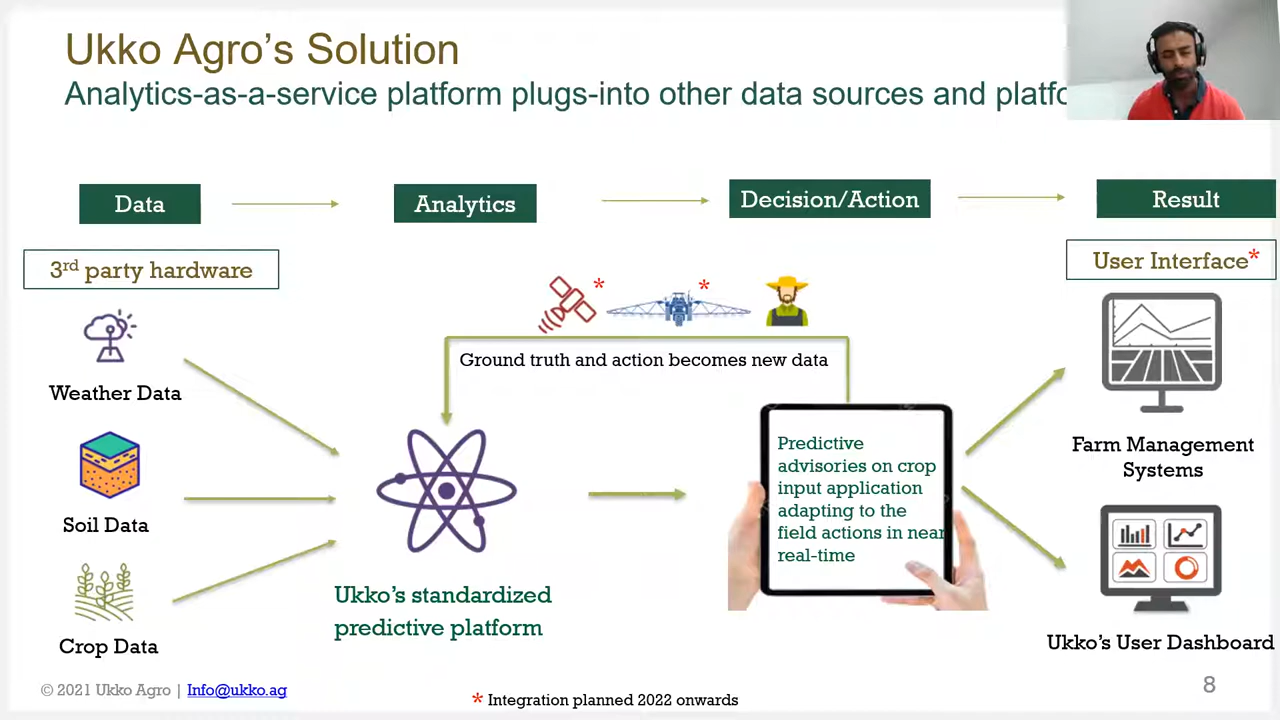 Ukko Agro's Solution
Analytics-as-a-service platform plugs-into other data sources and
Data
Analytics
Decision/Action
Result
3rd party hardware
User Interface*
*
*
Weather Data
Ground truth and action becomes new data
Soil Data
Crop Data
Ukko's standardized
predictive platform
Predictive
advisories on crop
input application
adapting to the
field actions in near
real-time
Farm Management
Systems
Ukko's User Dashboard
© 2021 Ukko Agro | Info@ukko.ag
* Integration planned 2022 onwards
8